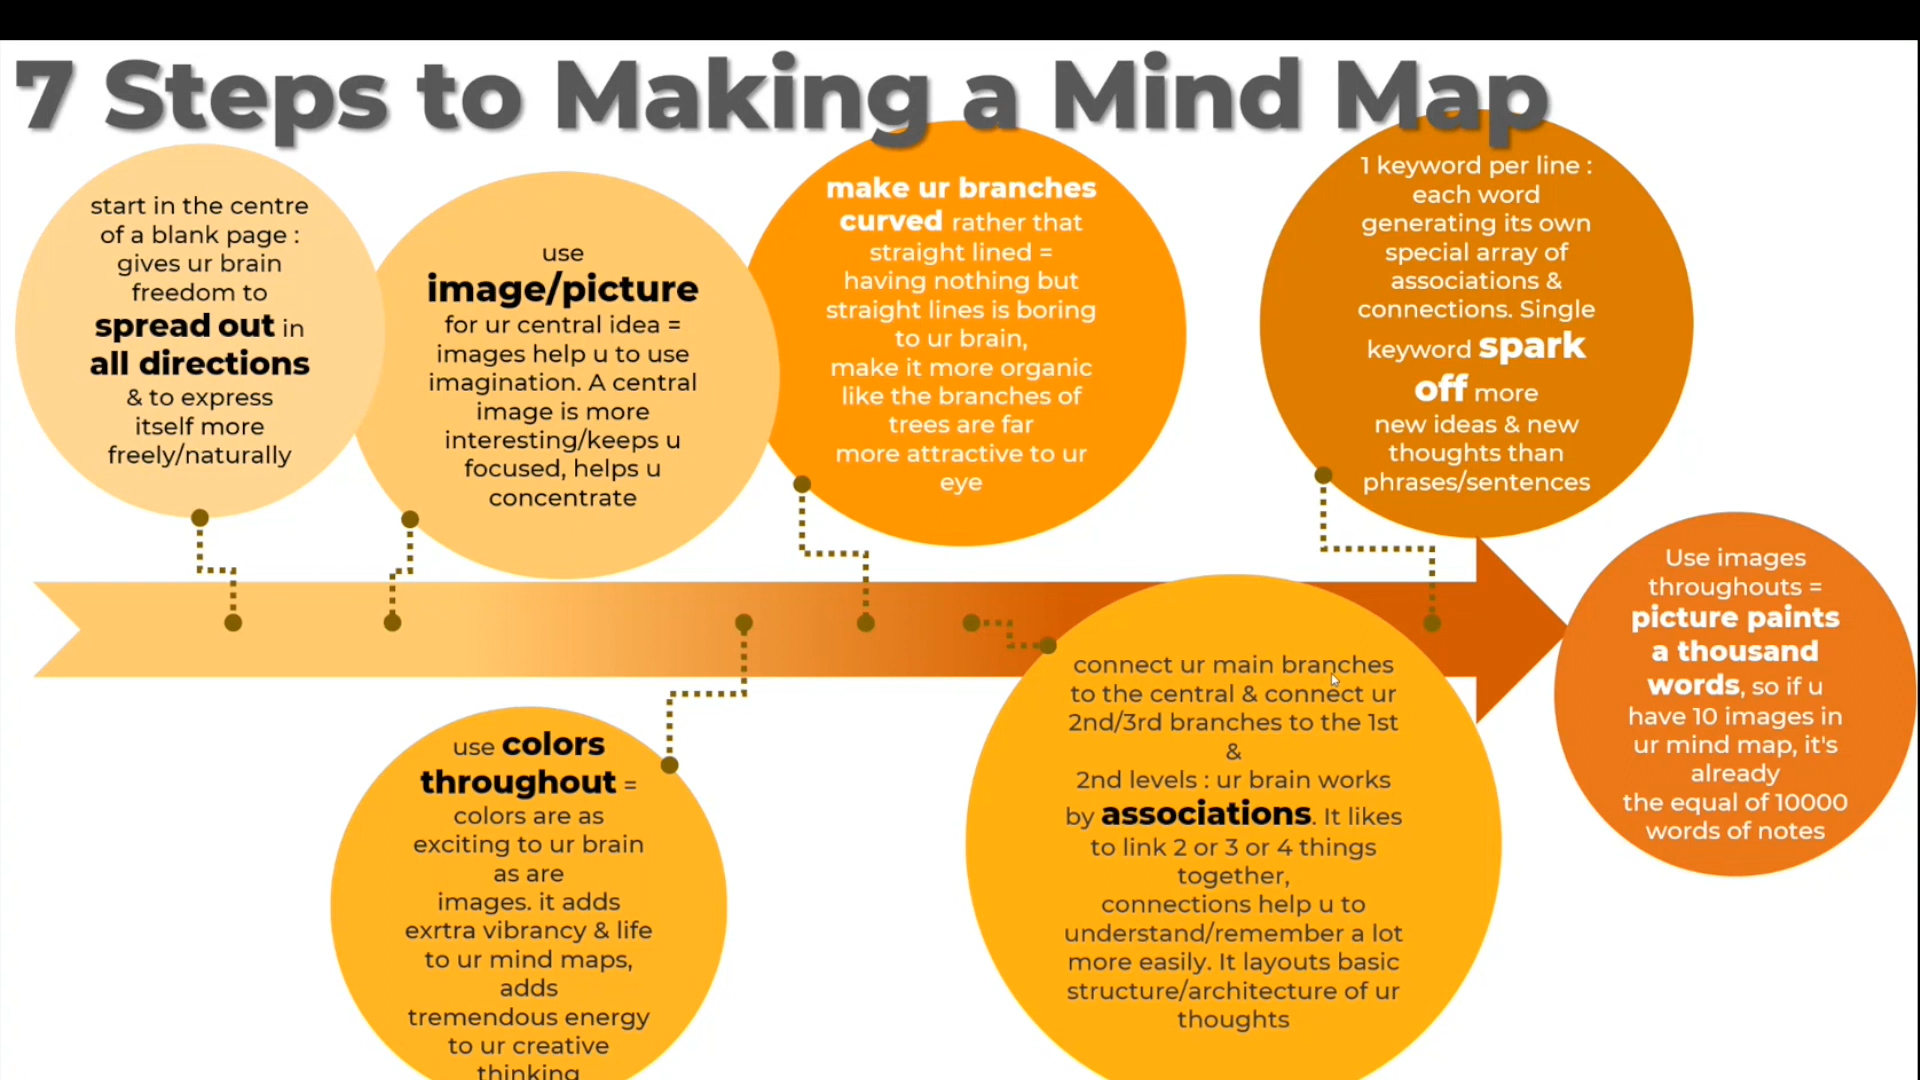 7 Steps to Making a Mind Map
start in the centre
of a blank page :
gives ur brain
freedom to
spread out in
all directions
& to express
itself more
freely/naturally
use
image/picture
for ur central idea =
images help u to use
imagination. A central
image is more
interesting/keeps u
focused, helps u
concentrate
use colors
throughout =
colors are as
exciting to ur brain
as are
images. it adds
exrtra vibrancy & life
to ur mind maps,
adds
tremendous energy
to ur creative
thinking
make ur branches
curved rather that
straight lined =
having nothing but
straight lines is boring
to ur brain,
make it more organic
like the branches of
trees are far
more attractive to ur
eye
connect ur main branches
to the central & connect ur
2nd/3rd branches to the 1st
&
2nd levels : ur brain works
by associations. It likes
to link 2 or 3 or 4 things
together,
connections help u to
understand/remember a lot
more easily. It layouts basic
structure/architecture of ur
thoughts
1 keyword per line :
each word
generating its own
special array of
associations &
connections. Single
keyword spark
off more
new ideas & new
thoughts than
phrases/sentences
Use images
throughouts =
picture paints
a thousand
words, so if u
have 10 images in
ur mind map, it's
already
the equal of 10000
words of notes